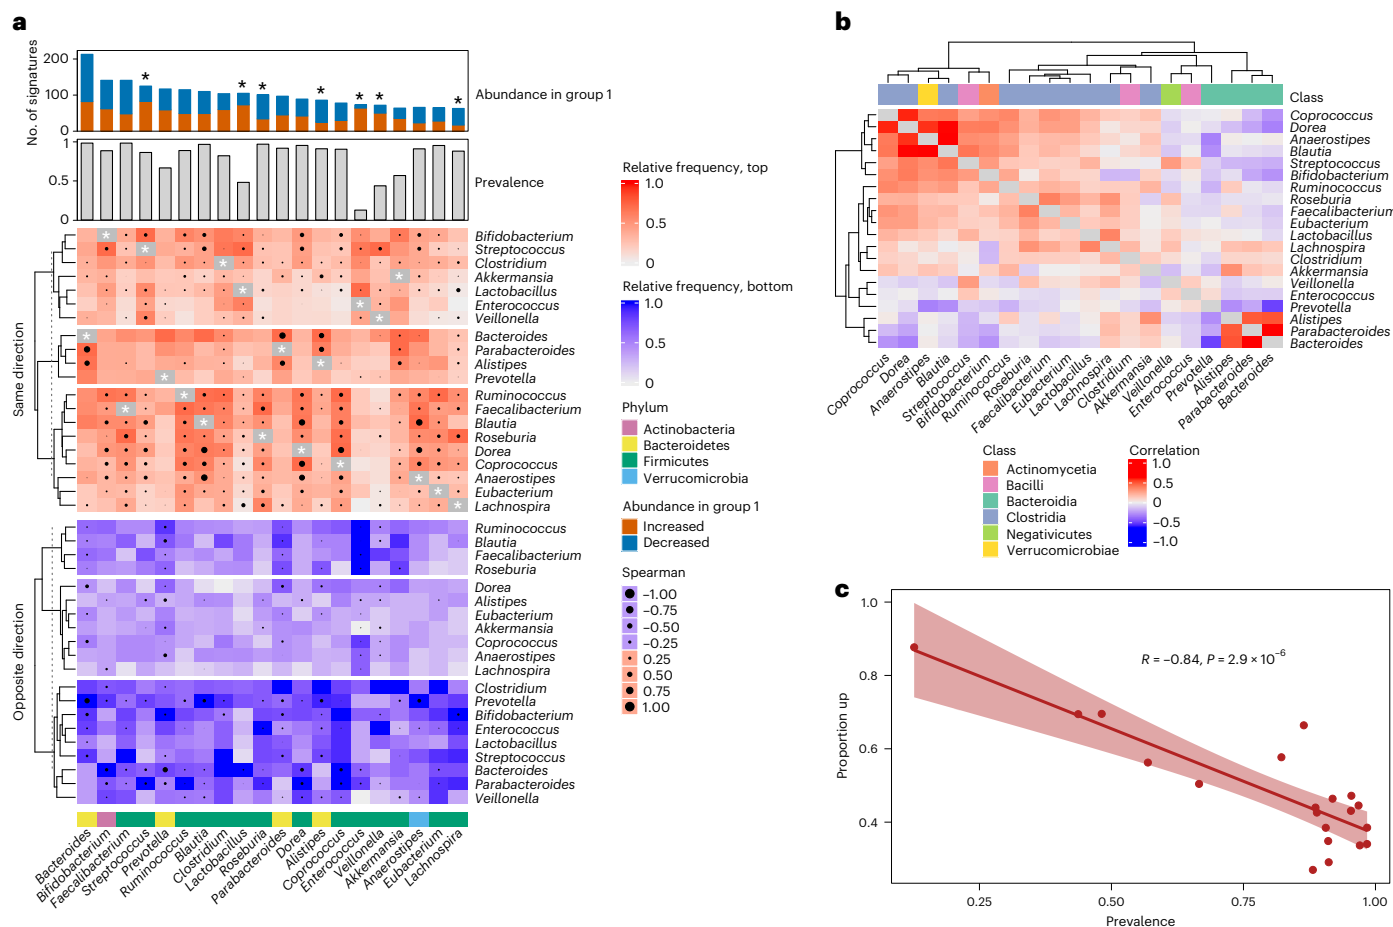 a
No. of signatures
200
100
0
* * * * * * *
Abundance in group 1
1
0.5
0
Prevalence
Same direction
Bifidobacterium
Streptococcus
Clostridium
Akkermansia
Lactobacillus
Enterococcus
Veillonella
Bacteroides
Parabacteroides
Alistipes
Prevotella
Ruminococcus
Faecalibacterium
Blautia
Roseburia
Dorea
Coprococcus
Anaerostipes
Eubacterium
Lachnospira
Opposite direction
Ruminococcus
Blautia
Faecalibacterium
Roseburia
Dorea
Alistipes
Eubacterium
Akkermansia
Coprococcus
Anaerostipes
Lachnospira
Clostridium
Prevotella
Bifidobacterium
Enterococcus
Lactobacillus
Streptococcus
Bacteroides
Parabacteroides
Veillonella
Bacteroides
Bifidobacterium
Faecalibacterium
Streptococcus
Prevotella
Ruminococcus
Blautia
Clostridium
Lactobacillus
Roseburia
Parabacteroides
Dorea
Alistipes
Coprococcus
Enterococcus
Veillonella
Akkermansia
Anaerostipes
Eubacterium
Lachnospira
Relative frequency, top
1.0
0.5
0
Relative frequency, bottom
1.0
0.5
0
Phylum
Actinobacteria
Bacteroidetes
Firmicutes
Verrucomicrobia
Abundance in group 1
Increased
Decreased
Spearman
−1.00
−0.75
−0.50
−0.25
0.25
0.50
0.75
1.00
b
Class
Coprococcus
Dorea
Anaerostipes
Blautia
Streptococcus
Bifidobacterium
Ruminococcus
Roseburia
Faecalibacterium
Eubacterium
Lactobacillus
Lachnospira
Clostridium
Akkermansia
Veillonella
Enterococcus
Prevotella
Alistipes
Parabacteroides
Bacteroides
Coprococcus
Dorea
Anaerostipes
Blautia
Streptococcus
Bifidobacterium
Ruminococcus
Roseburia
Faecalibacterium
Eubacterium
Lactobacillus
Lachnospira
Clostridium
Akkermansia
Veillonella
Enterococcus
Prevotella
Alistipes
Parabacteroides
Bacteroides
Class
Actinomycetia
Bacilli
Bacteroidia
Clostridia
Negativicutes
Verrucomicrobiae
Correlation
1.0
0.5
0
−0.5
−1.0
c
Proportion up
1.0
0.8
0.6
0.4
R = −0.84, P = 2.9 × 10⁻⁶
0.25
0.50
0.75
1.00
Prevalence